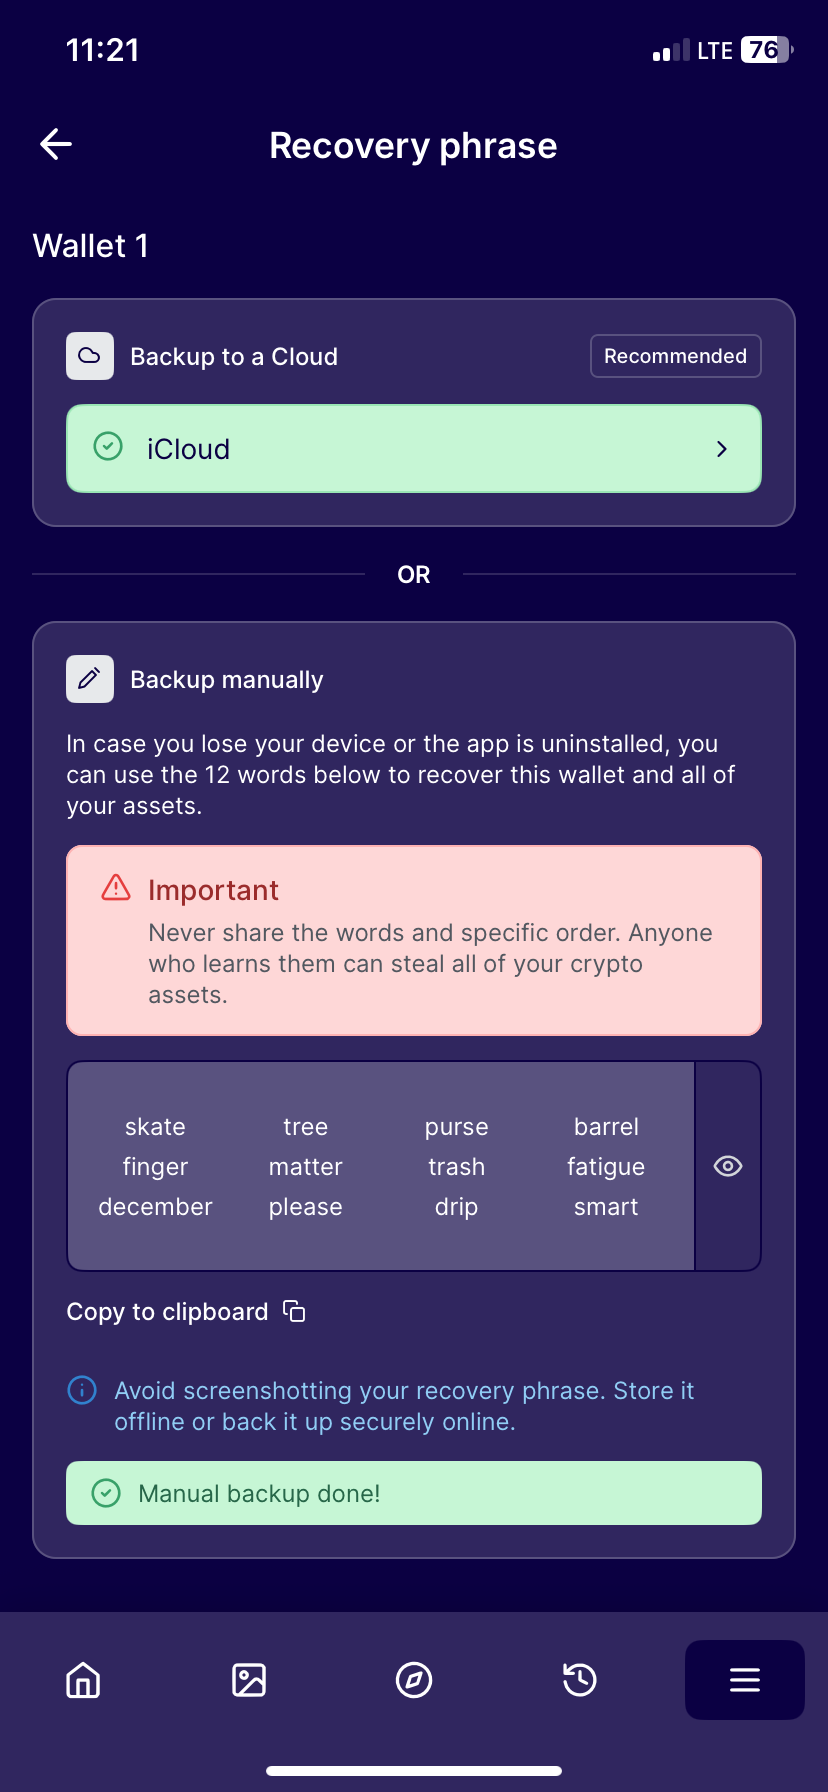 11:21
LTE 76
Recovery phrase
Wallet 1
Backup to a Cloud
Recommended
iCloud
OR
Backup manually
In case you lose your device or the app is uninstalled, you
can use the 12 words below to recover this wallet and all of
your assets.
Important
Never share the words and specific order. Anyone
who learns them can steal all of your crypto
assets.
skate tree purse barrel
finger matter trash fatigue
december please drip smart
Copy to clipboard
Avoid screenshotting your recovery phrase. Store it
offline or back it up securely online.
Manual backup done!